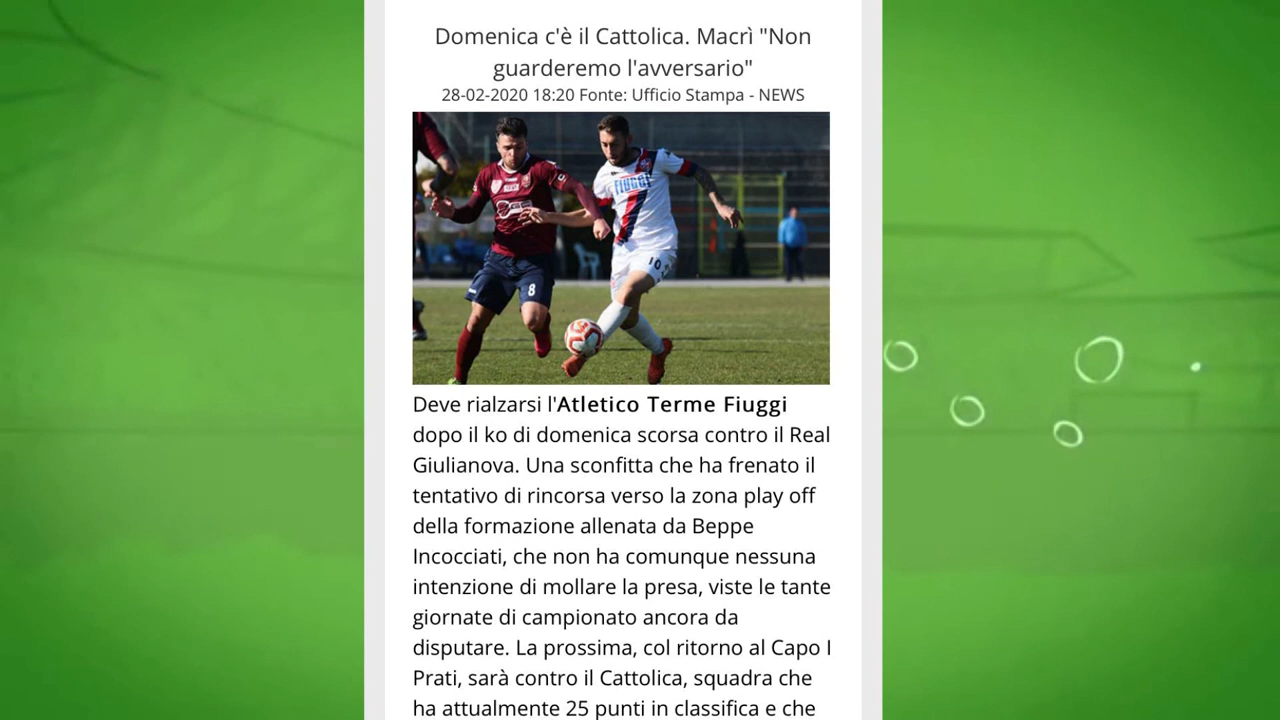 Domenica c'è il Cattolica. Macrì "Non
guarderemo l'avversario"
28-02-2020 18:20 Fonte: Ufficio Stampa - NEWS
FIUGGI
10
8
Deve rialzarsi l'Atletico Terme Fiuggi
dopo il ko di domenica scorsa contro il Real
Giulianova. Una sconfitta che ha frenato il
tentativo di rincorsa verso la zona play off
della formazione allenata da Beppe
Incocciati, che non ha comunque nessuna
intenzione di mollare la presa, viste le tante
giornate di campionato ancora da
disputare. La prossima, col ritorno al Capo I
Prati, sarà contro il Cattolica, squadra che
ha attualmente 25 punti in classifica e che